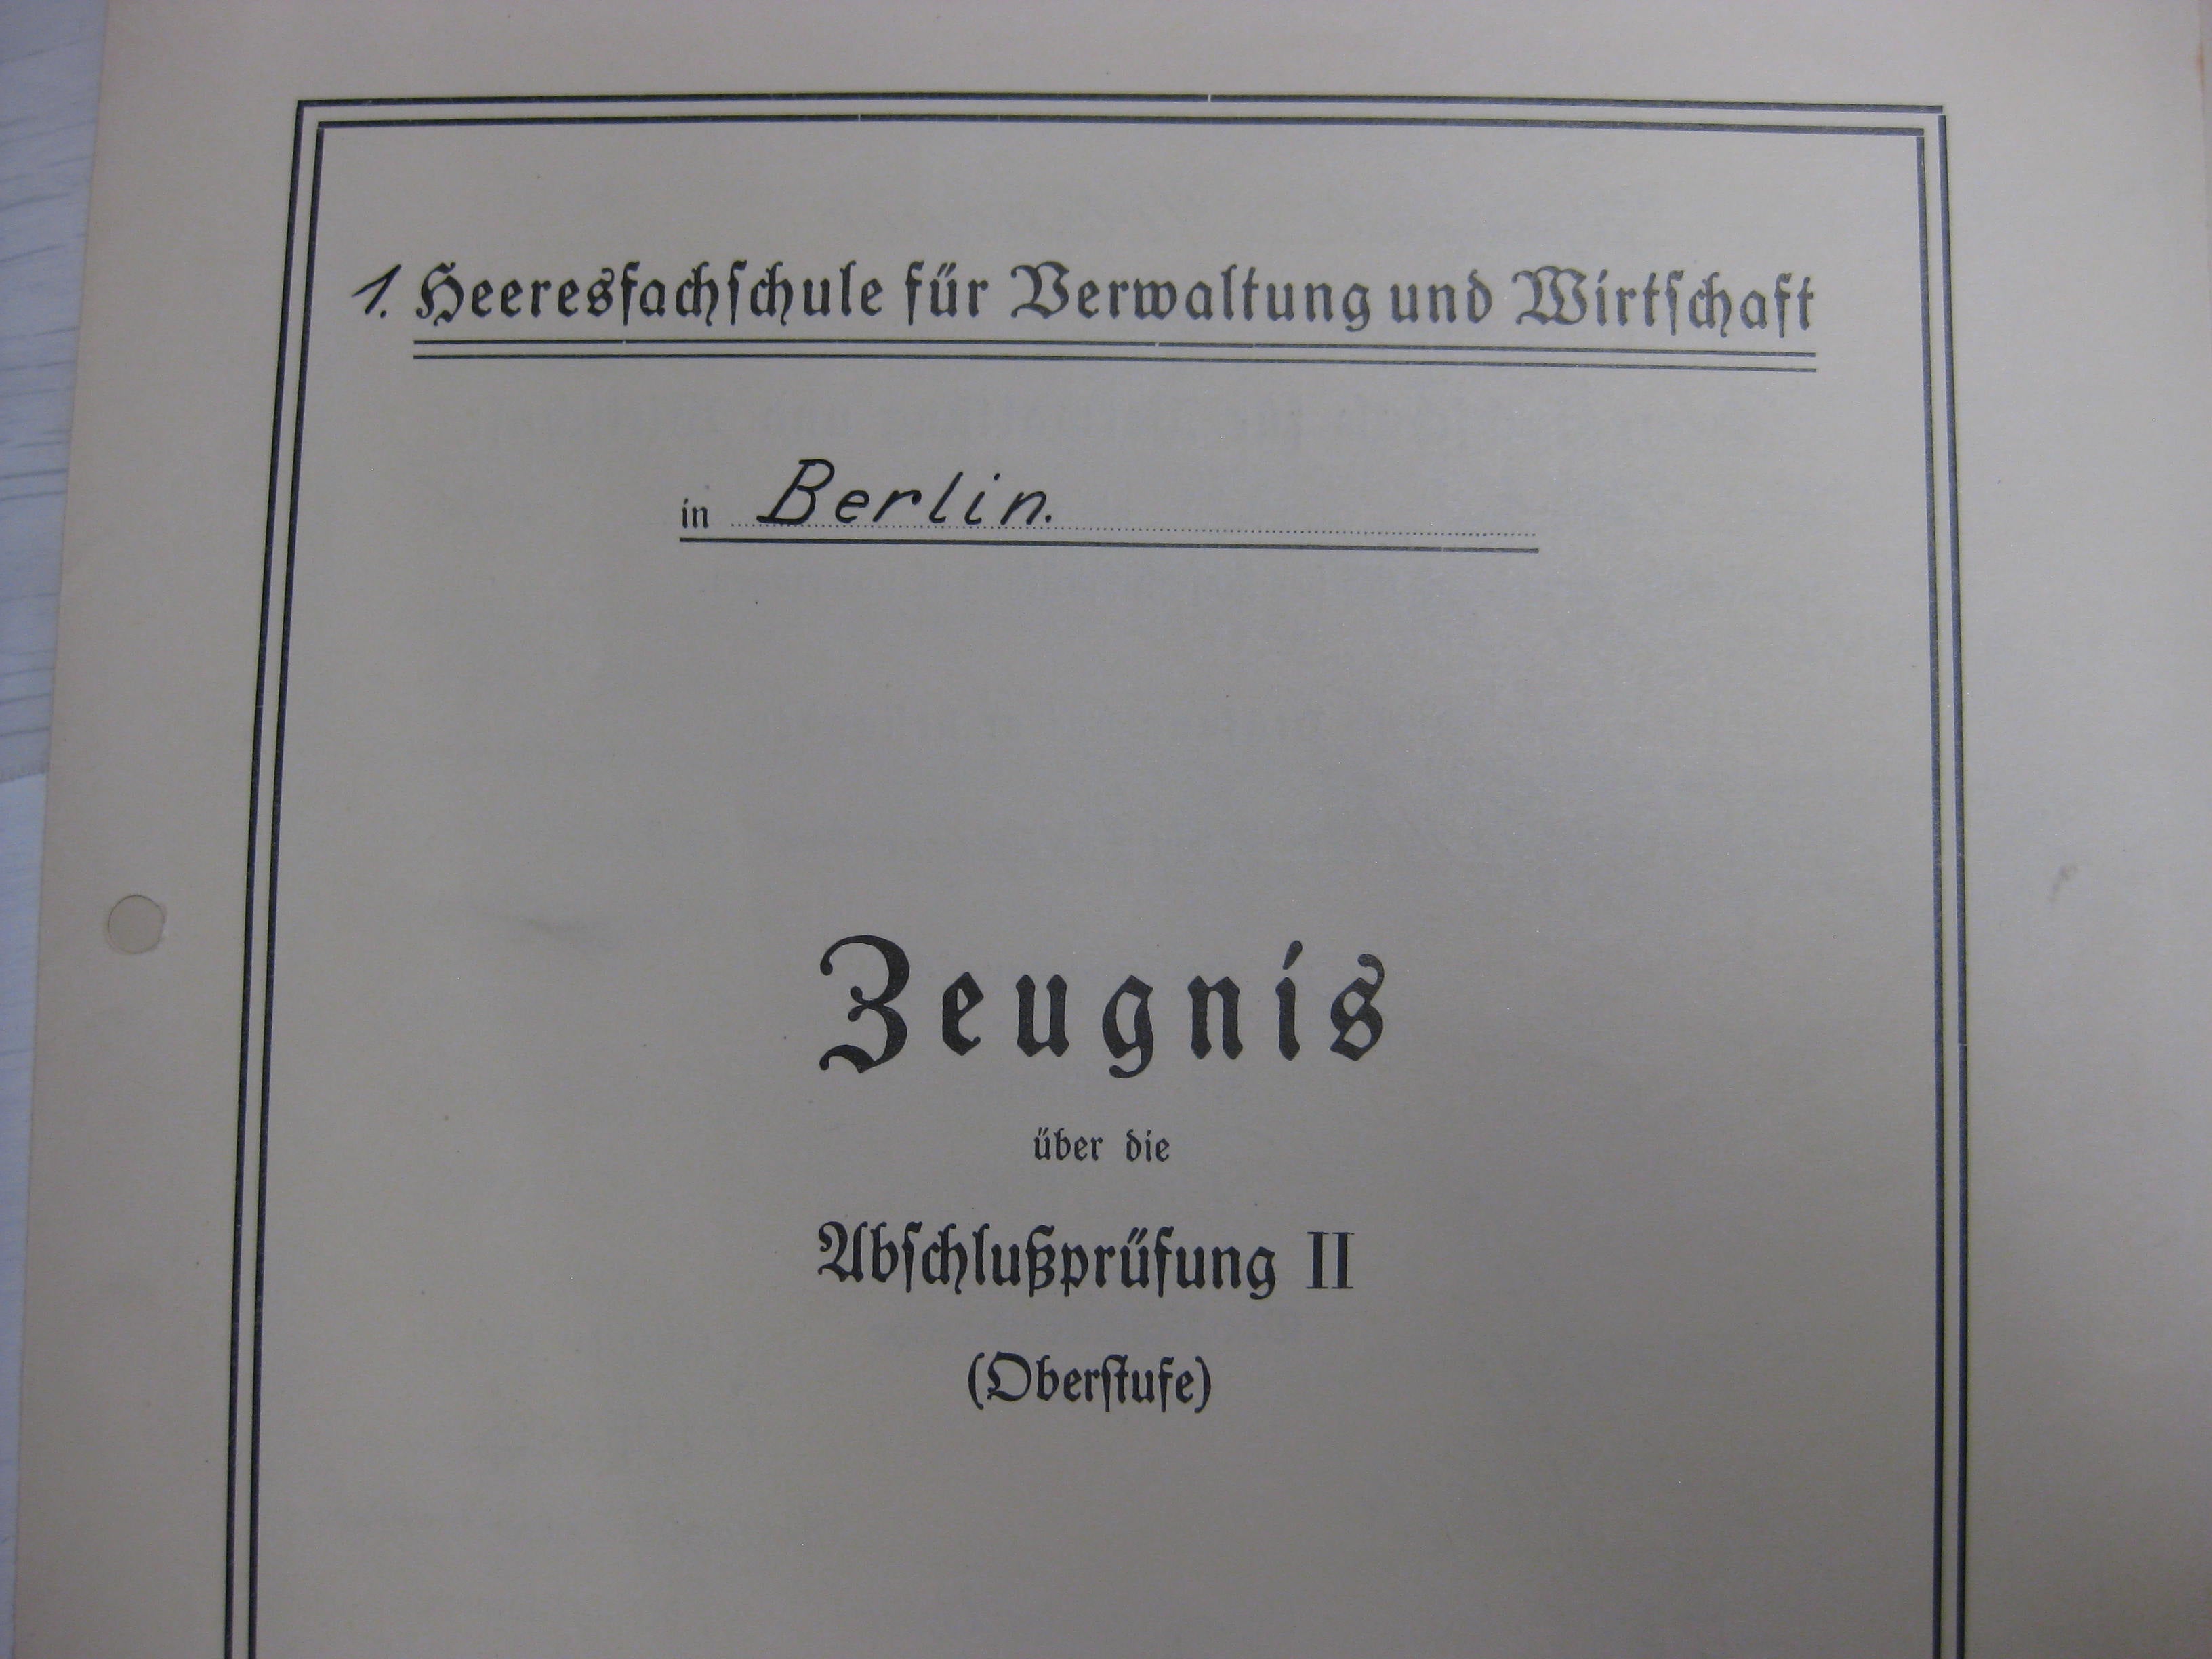 1. Heeresfachſchule für Verwaltung und Wirtſchaft
in Berlin.
Zeugnis
über die
Abſchlußprüfung II
(Oberſtufe)